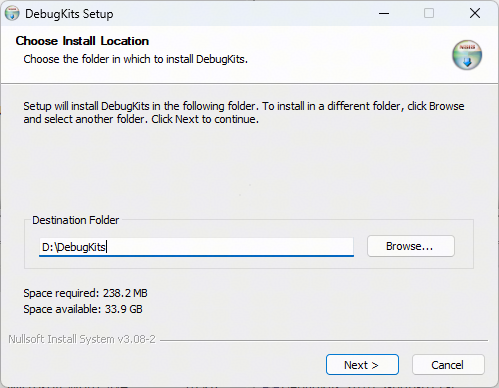 DebugKits Setup
Choose Install Location
Choose the folder in which to install DebugKits.
Setup will install DebugKits in the following folder. To install in a different folder, click Browse
and select another folder. Click Next to continue.
Destination Folder
D:\DebugKits
Browse...
Space required: 238.2 MB
Space available: 33.9 GB
Nullsoft Install System v3.08-2
Next >
Cancel